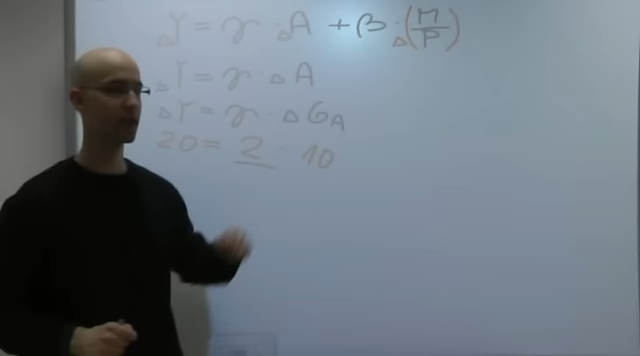 ΔY = γ · ΔA + β · Δ(M/P)
ΔY = γ · ΔA
ΔY = γ · ΔG_A
20 = 2 · 10